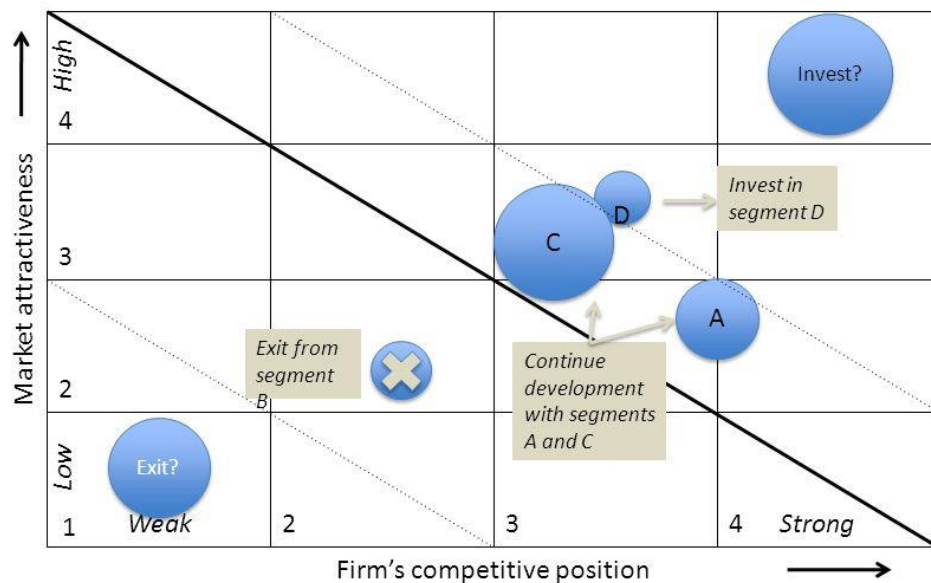 High
4
Invest?
Market attractiveness
3
C
D
Invest in
segment D
2
Exit from
segment
B
A
Continue
development
with segments
A and C
Low
Exit?
1
Weak
2
3
4
Strong
Firm's competitive position